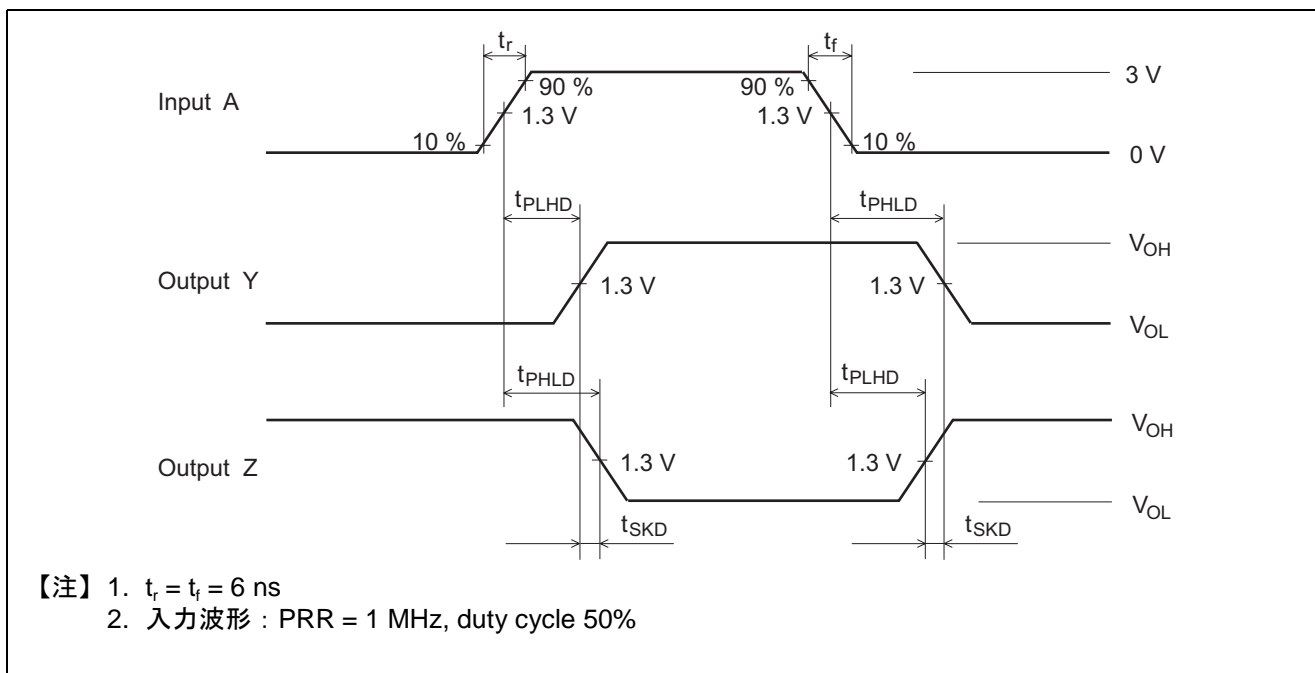 tr tf
3 V
Input A 90 % 90 %
1.3 V 1.3 V
10 % 10 %
0 V
tPLHD tPHLD
VOH
Output Y 1.3 V 1.3 V
VOL
tPHLD tPLHD
VOH
Output Z 1.3 V 1.3 V
VOL
tSKD tSKD
【注】 1. tr = tf = 6 ns
2. 入力波形：PRR = 1 MHz, duty cycle 50%